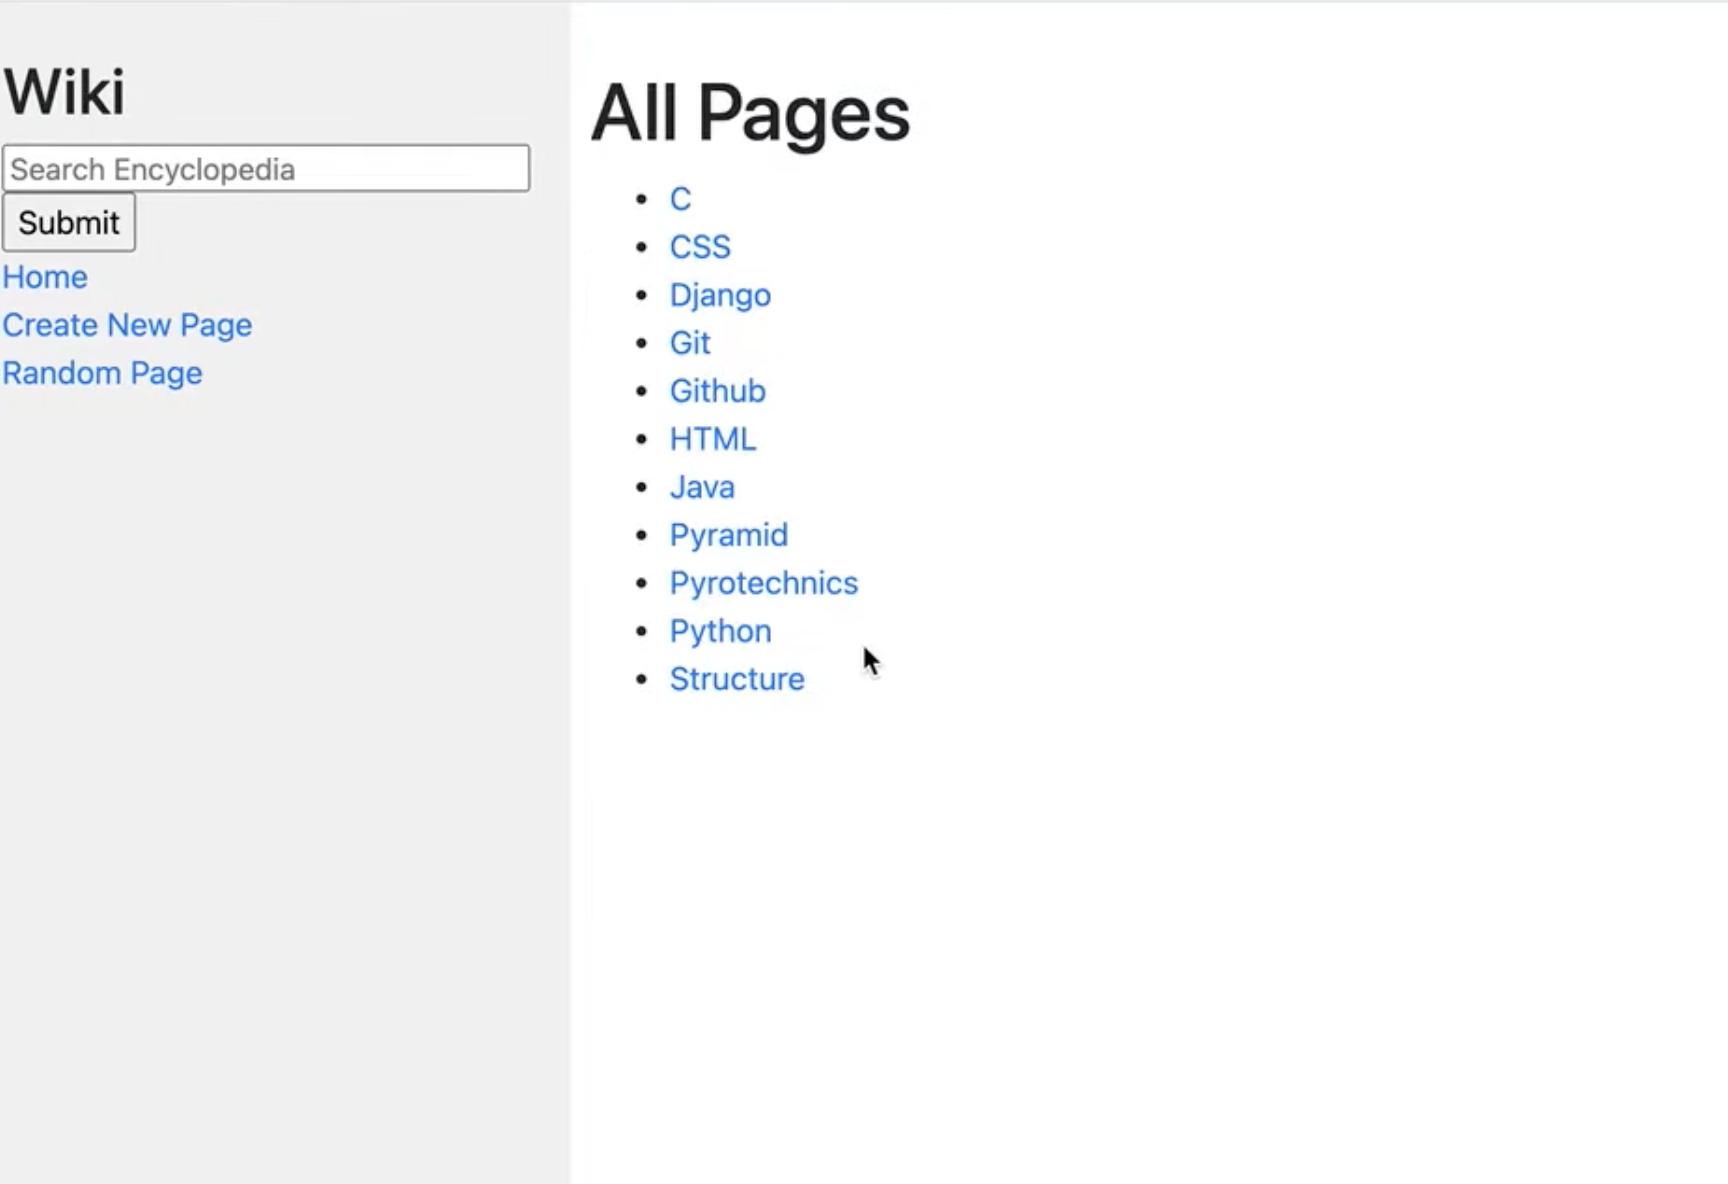 Wiki
Search Encyclopedia
Submit
Home
Create New Page
Random Page
All Pages
C
CSS
Django
Git
Github
HTML
Java
Pyramid
Pyrotechnics
Python
Structure